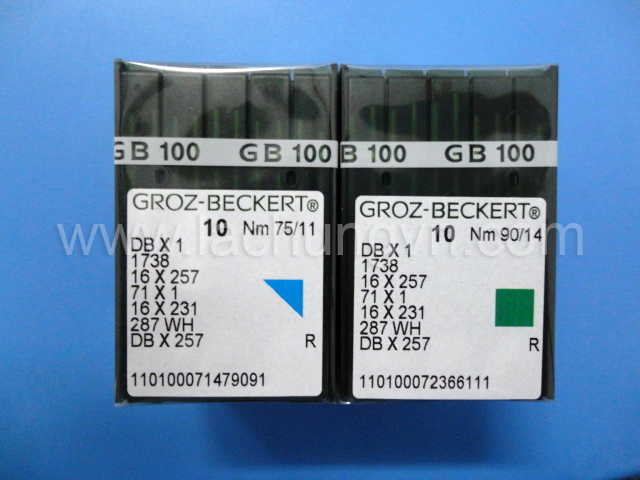 GB 100 GB 100
GROZ-BECKERT®
10 Nm 75/11
DB X 1
1738
16 X 257
71 X 1
16 X 231
287 WH
DB X 257
R
110100071479091
B 100 GB 100
GROZ-BECKERT®
10 Nm 90/14
DB X 1
1738
16 X 257
71 X 1
16 X 231
287 WH
DB X 257
R
110100072366111